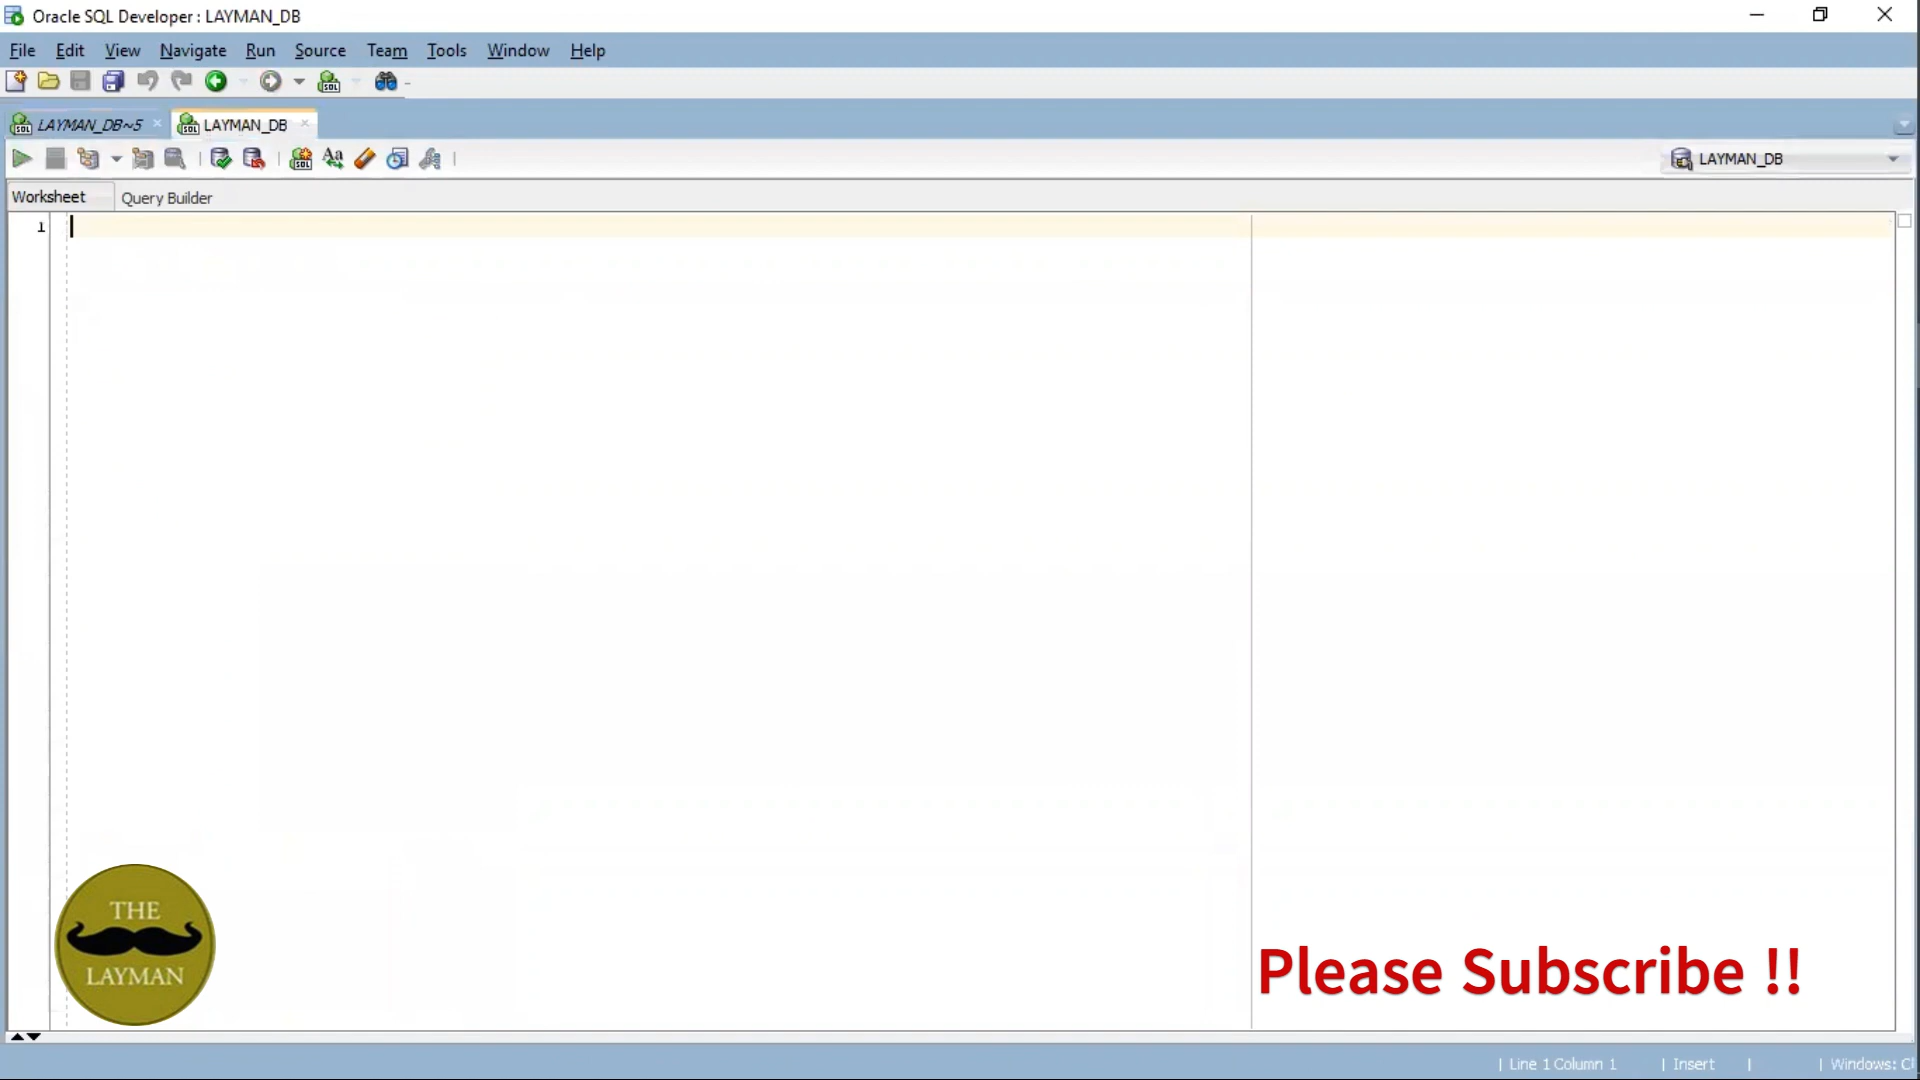 Oracle SQL Developer : LAYMAN_DB
File Edit View Navigate Run Source Team Tools Window Help
LAYMAN_DB~5 LAYMAN_DB
LAYMAN_DB
Worksheet Query Builder
1
THE
LAYMAN
Please Subscribe !!
Line 1 Column 1 | Insert | | Windows: Cl